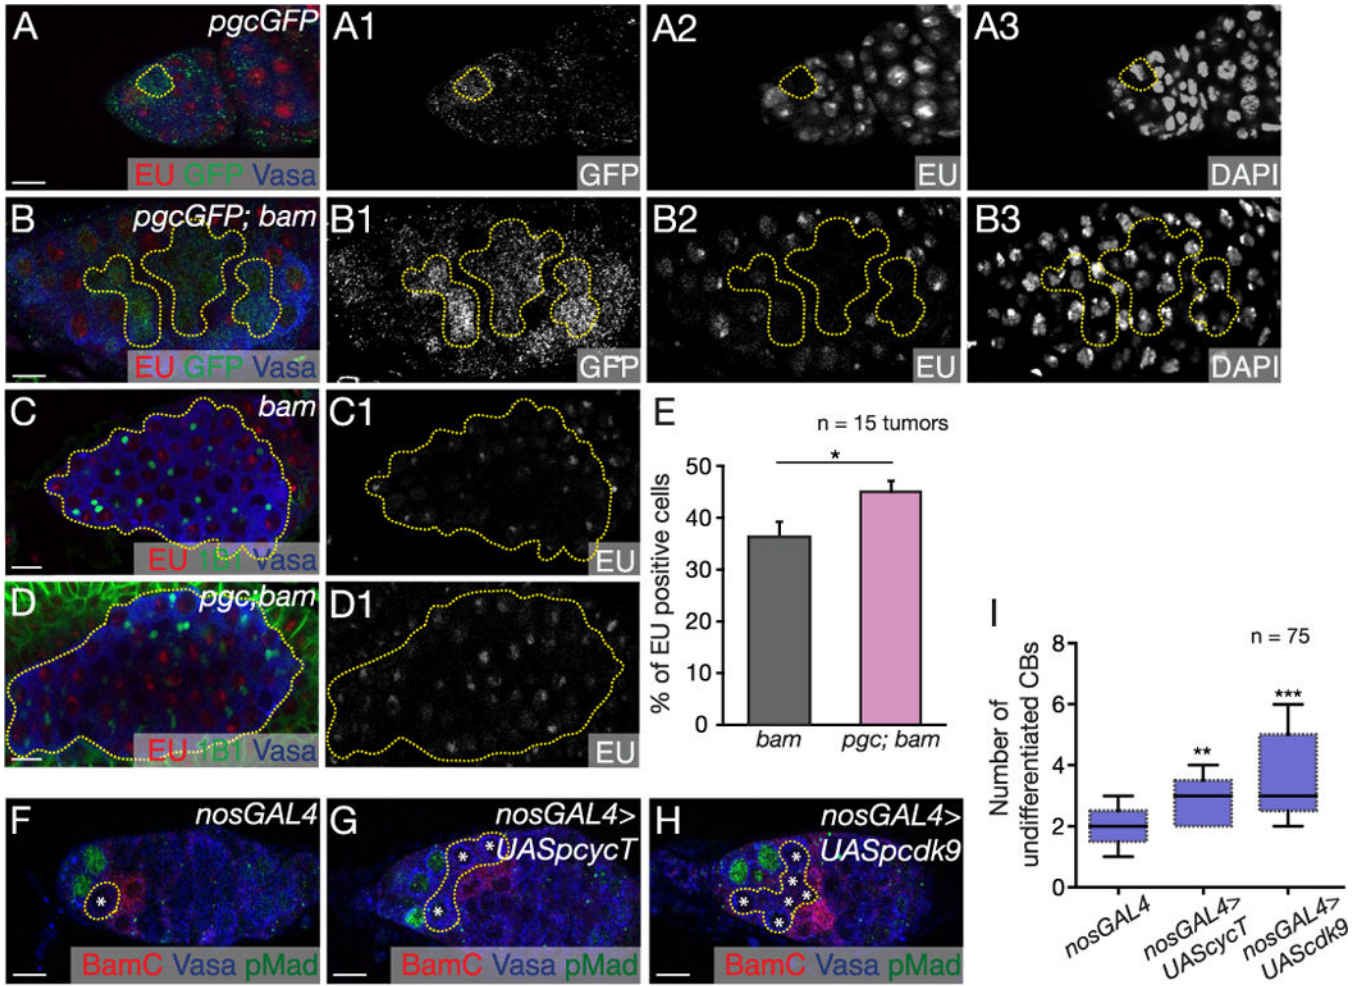 A
pgcGFP
EU GFP Vasa
A1
GFP
A2
EU
A3
DAPI
B
pgcGFP; bam
EU GFP Vasa
B1
GFP
B2
EU
B3
DAPI
C
bam
EU 1B1 Vasa
C1
EU
D
pgc;bam
EU 1B1 Vasa
D1
EU
E
n = 15 tumors
*
% of EU positive cells
50
40
30
20
10
0
bam
pgc; bam
F
nosGAL4
*
BamC Vasa pMad
G
nosGAL4>
UASpcycT
* *
*
BamC Vasa pMad
H
nosGAL4>
UASpcdk9
*
*
* * *
*
BamC Vasa pMad
I
n = 75
Number of
undifferentiated CBs
8
6
4
2
0
**
***
nosGAL4
nosGAL4>
UAScycT
nosGAL4>
UAScdk9